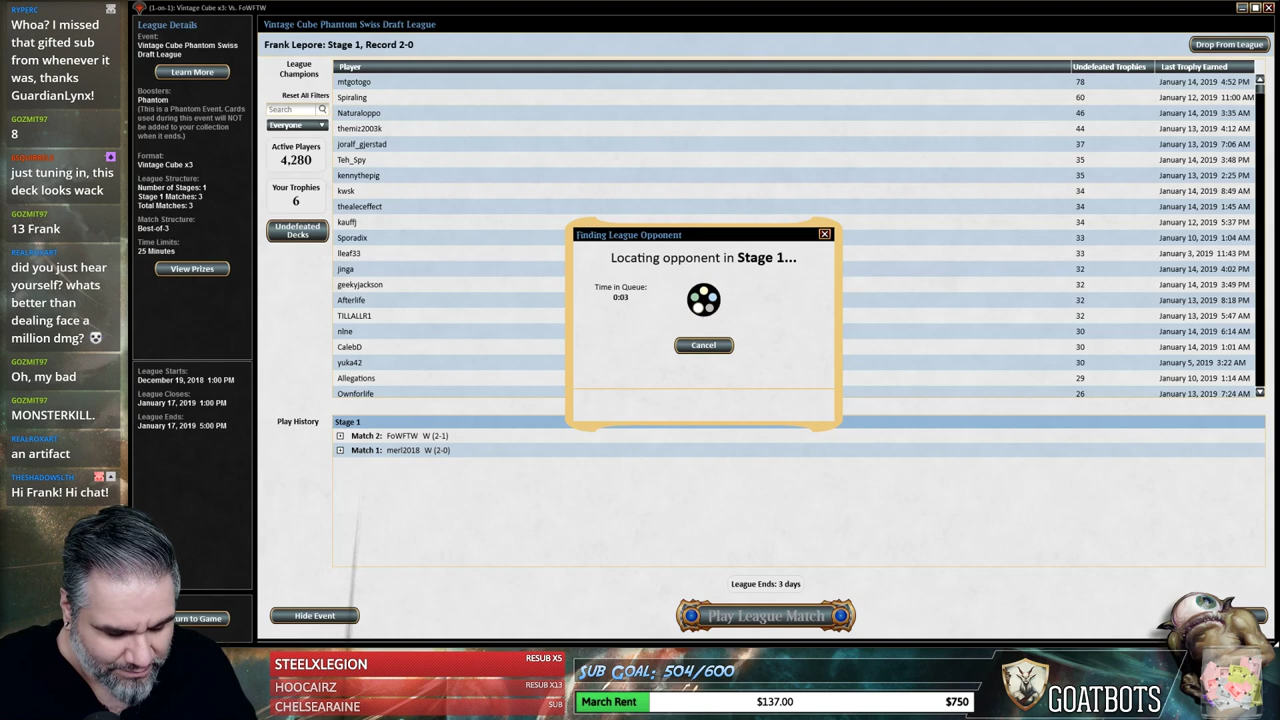 (1-on-1): Vintage Cube x3: Vs. FoWFTW
RYPERC
Whoa? I missed
that gifted sub
from whenever it
was, thanks
GuardianLynx!
GOZMIT97
8
just tuning in, this
deck looks wack
GOZMIT97
13 Frank
REALROXART
did you just hear
yourself? whats
better than
dealing face a
million dmg?
GOZMIT97
Oh, my bad
GOZMIT97
MONSTERKILL.
REALROXART
an artifact
THESHADOWSLTH
Hi Frank! Hi chat!
League Details
Event:
Vintage Cube Phantom Swiss
Draft League
Learn More
Boosters:
Phantom
(This is a Phantom Event. Cards
used during this event will NOT
be added to your collection
when it ends.)
Format:
Vintage Cube x3
League Structure:
Number of Stages: 1
Stage 1 Matches: 3
Total Matches: 3
Match Structure:
Best-of-3
Time Limits:
25 Minutes
View Prizes
League Starts:
December 19, 2018 1:00 PM
League Closes:
January 17, 2019 1:00 PM
League Ends:
January 17, 2019 5:00 PM
urn to Game
Vintage Cube Phantom Swiss Draft League
Frank Lepore: Stage 1, Record 2-0
Drop From League
League
Champions
Reset All Filters
Search
Everyone
Active Players
4,280
Your Trophies
6
Undefeated
Decks
Player Undefeated Trophies Last Trophy Earned
mtgotogo 78 January 14, 2019 4:52 PM
Spiraling 60 January 12, 2019 11:00 AM
Naturaloppo 46 January 14, 2019 3:35 AM
themiz2003k 44 January 13, 2019 4:12 AM
joralf_gjerstad 37 January 13, 2019 7:06 AM
Teh_Spy 35 January 14, 2019 3:48 PM
kennythepig 35 January 13, 2019 2:25 PM
kwsk 34 January 14, 2019 8:49 AM
thealeceffect 34 January 14, 2019 1:45 AM
kauffj 34 January 12, 2019 5:37 PM
Sporadix 33 January 10, 2019 1:04 AM
lleaf33 33 January 3, 2019 11:43 PM
jinga 32 January 14, 2019 4:02 PM
geekyjackson 32 January 14, 2019 3:49 PM
Afterlife 32 January 13, 2019 8:18 PM
TILLALLR1 32 January 13, 2019 5:47 AM
nlne 30 January 14, 2019 6:14 AM
CalebD 30 January 14, 2019 1:01 AM
yuka42 30 January 5, 2019 3:22 AM
Allegations 29 January 10, 2019 1:14 AM
Ownforlife 26 January 13, 2019 7:24 AM
Finding League Opponent
Locating opponent in Stage 1...
Time in Queue:
0:03
Cancel
Play History
Stage 1
Match 2: FoWFTW W (2-1)
Match 1: merl2018 W (2-0)
League Ends: 3 days
Hide Event
Play League Match
STEELXLEGION RESUB X5
HOOCAIRZ RESUB X13
CHELSEARAINE SUB
SUB GOAL: 504/600
March Rent $137.00 $750
GOATBOTS